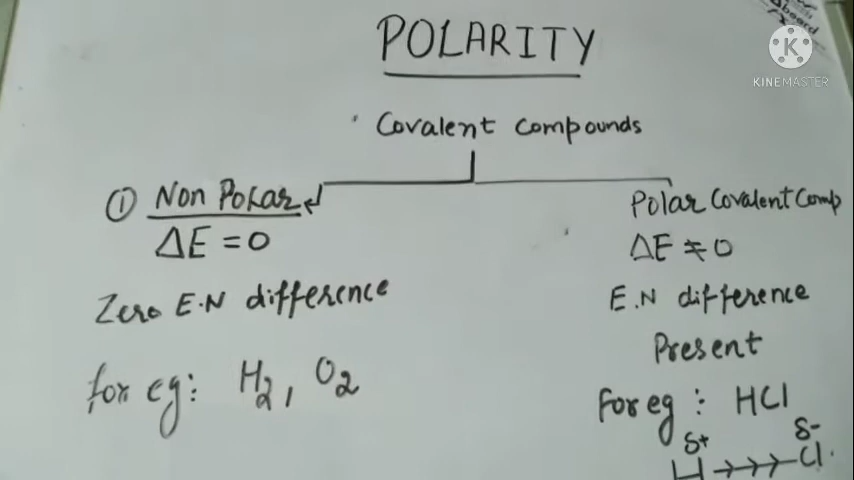 POLARITY
K
KINEMASTER
Covalent Compounds
① Non Polar
ΔE = 0
Zero E.N difference
for eg: H₂, O₂
Polar Covalent Comp
ΔE ≠ 0
E.N difference
Present
For eg : HCl
δ+ δ-
H →→→ Cl.